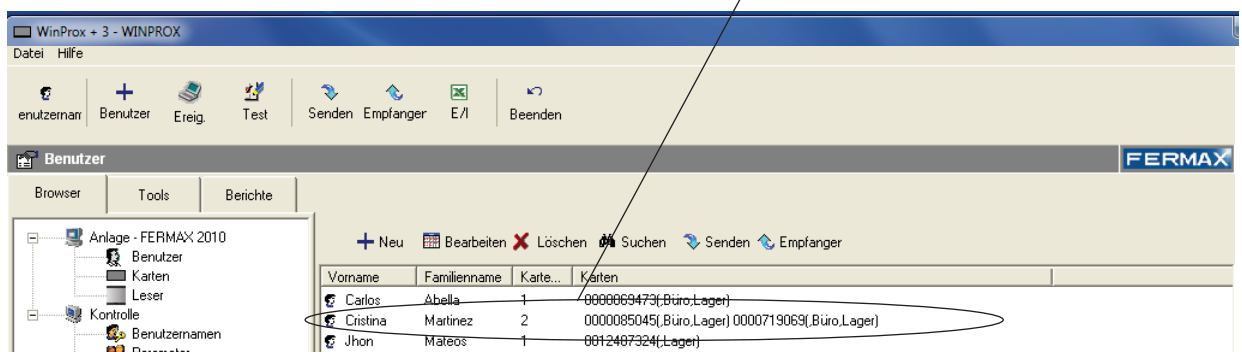 WinProx + 3 - WINPROX
Datei Hilfe
enutzernan Benutzer Ereig. Test Senden Empfanger E/I Beenden
Benutzer FERMAX
Browser Tools Berichte
Anlage - FERMAX 2010
Neu Bearbeiten Löschen Suchen Senden Empfanger
Benutzer
Karten
Vorname Familienname Karte... Karten
Leser
Carlos Abella 1 0000069473(,Büro,Lager)
Kontrolle
Cristina Martinez 2 0000085045(,Büro,Lager) 0000719069(,Büro,Lager)
Benutzernamen
Jhon Mateos 1 0012487324(,Lager)